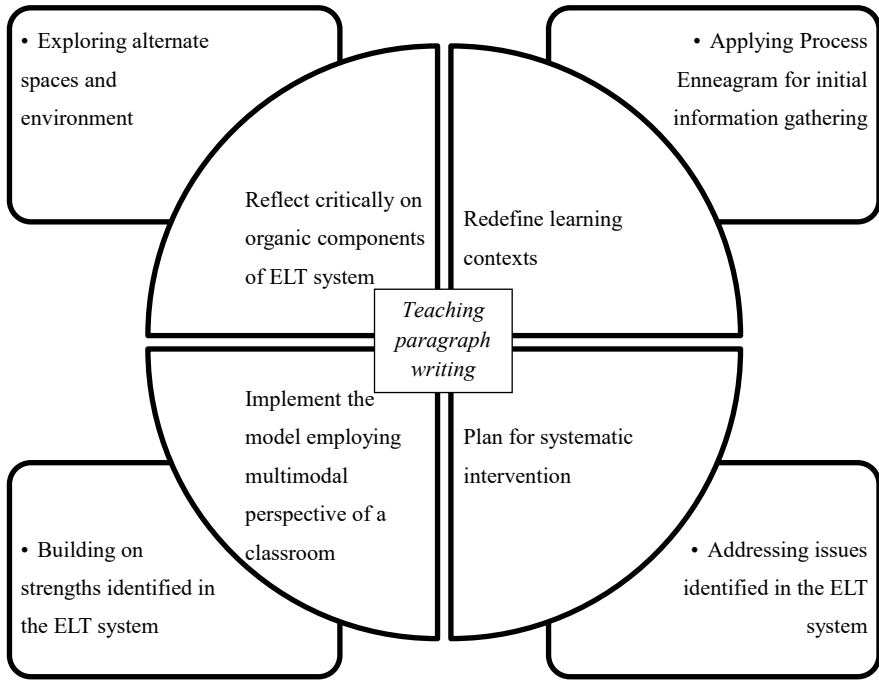 • Exploring alternate
spaces and
environment
• Applying Process
Enneagram for initial
information gathering
Reflect critically on
organic components
of ELT system
Redefine learning
contexts
Teaching
paragraph
writing
Implement the
model employing
multimodal
perspective of a
classroom
Plan for systematic
intervention
• Building on
strengths identified in
the ELT system
• Addressing issues
identified in the ELT
system